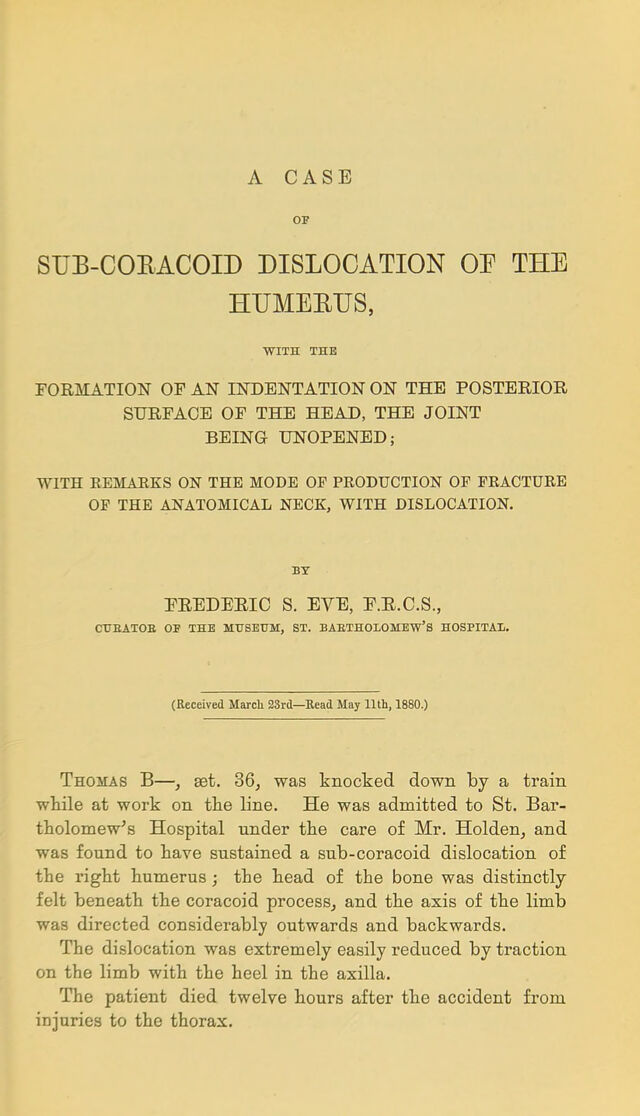 A CASE
OF
SUB-CORACOID DISLOCATION OF THE
HUMERUS,
WITH THE
FORMATION OF AN INDENTATION ON THE POSTERIOR
SURFACE OF THE HEAD, THE JOINT
BEING UNOPENED;
WITH REMARKS ON THE MODE OF PRODUCTION OF FRACTURE
OF THE ANATOMICAL NECK, WITH DISLOCATION.
BY
FREDERIC S. EVE, F.R.C.S.,
CURATOR OF THE MUSEUM, ST. BARTHOLOMEW'S HOSPITAL.
(Received March 23rd—Read May 11th, 1880.)
THOMAS B—, æt. 36, was knocked down by a train
while at work on the line. He was admitted to St. Bar-
tholomew's Hospital under the care of Mr. Holden, and
was found to have sustained a sub-coracoid dislocation of
the right humerus; the head of the bone was distinctly
felt beneath the coracoid process, and the axis of the limb
was directed considerably outwards and backwards.
The dislocation was extremely easily reduced by traction
on the limb with the heel in the axilla.
The patient died twelve hours after the accident from
injuries to the thorax.